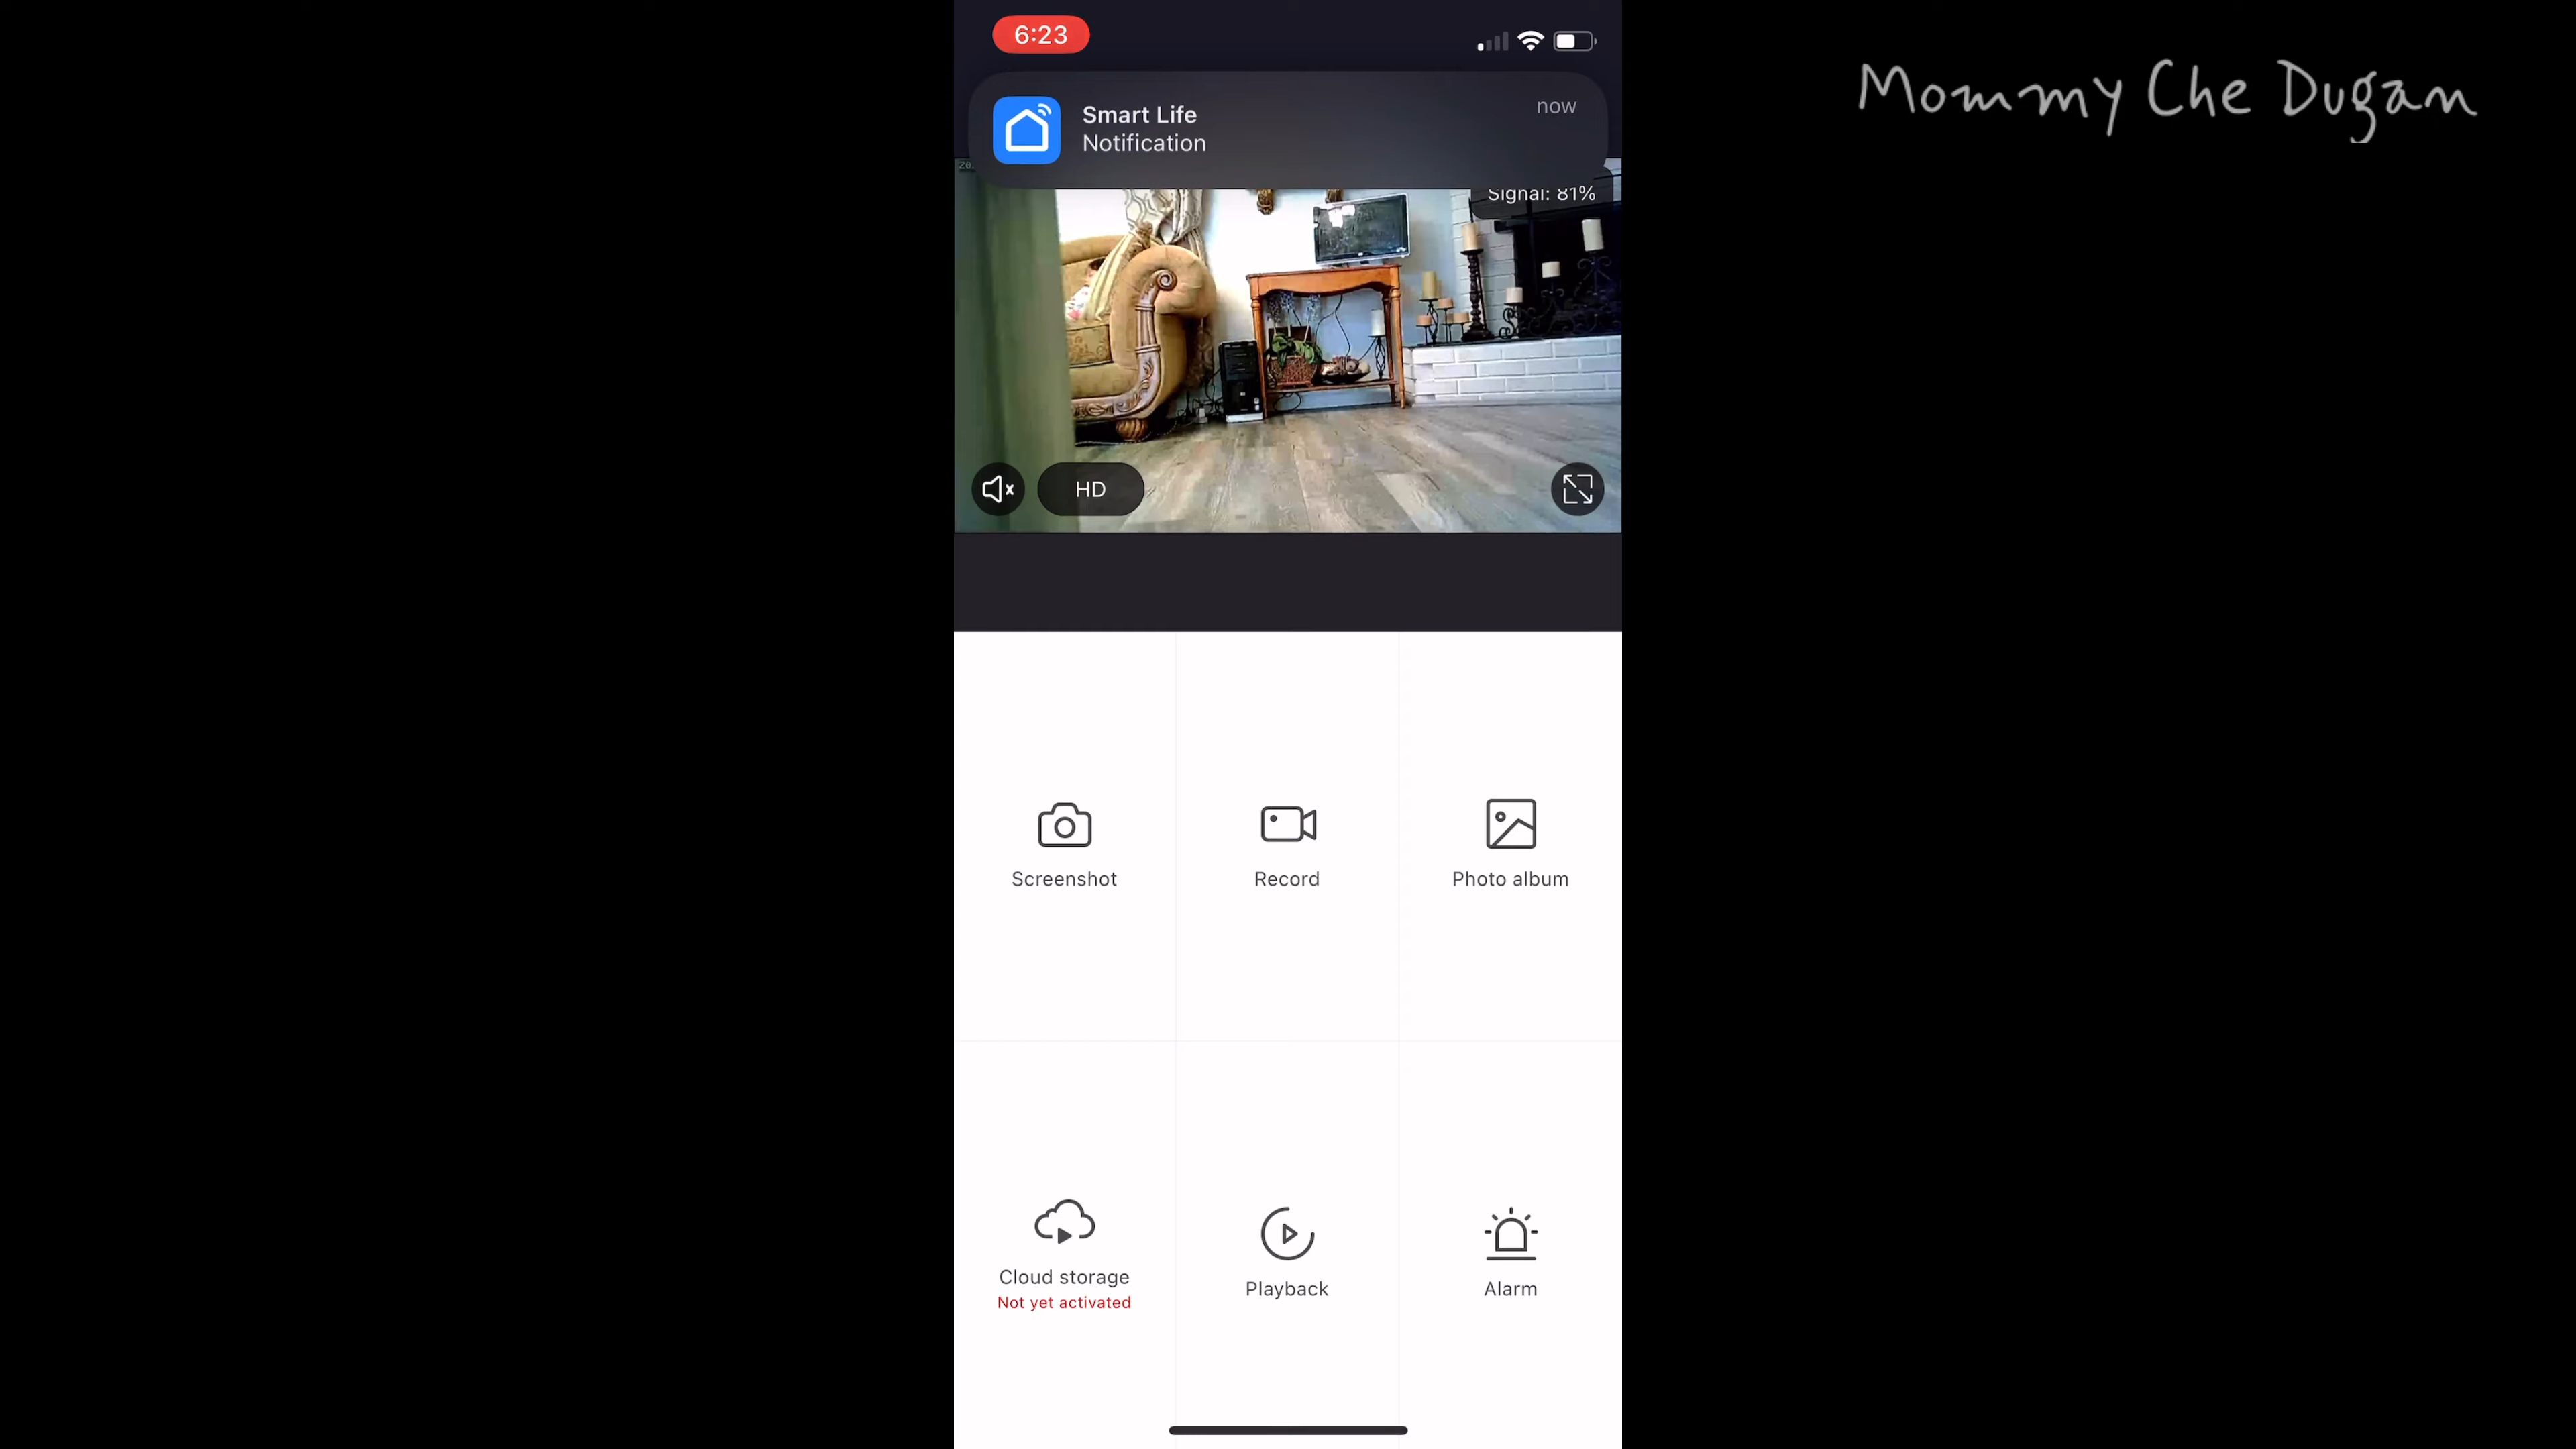 6:23
Mommy Che Dugan
Smart Life
now
Notification
20
Signal: 81%
HD
Screenshot
Record
Photo album
Cloud storage
Not yet activated
Playback
Alarm